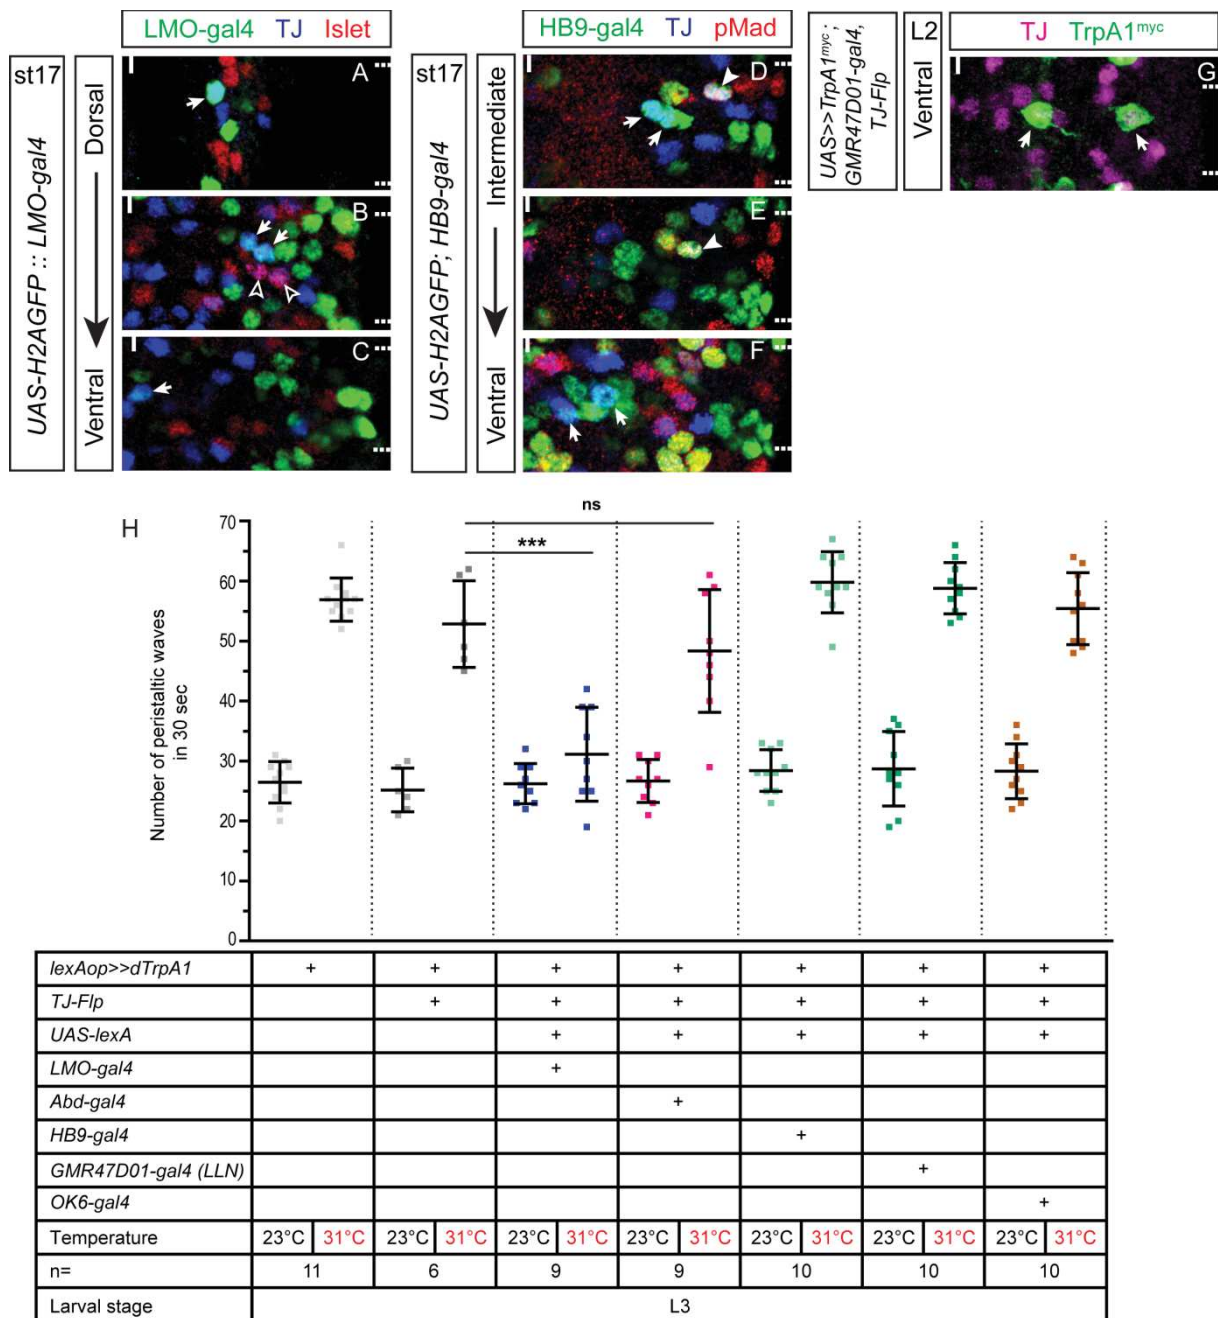 LMO-gal4 TJ Islet
st17
UAS-H2AGFP :: LMO-gal4
Dorsal
Ventral
A
B
C
HB9-gal4 TJ pMad
st17
UAS-H2AGFP; HB9-gal4
Intermediate
Ventral
D
E
F
UAS>>TrpA1myc ;
GMR47D01-gal4,
TJ-Flp
L2
Ventral
TJ TrpA1myc
G
H
Number of peristaltic waves
in 30 sec
70
60
50
40
30
20
10
0
ns
***
lexAop>>dTrpA1 + + + + + + +
TJ-Flp + + + + + +
UAS-lexA + + + + +
LMO-gal4 +
Abd-gal4 +
HB9-gal4 +
GMR47D01-gal4 (LLN) +
OK6-gal4 +
Temperature 23°C 31°C 23°C 31°C 23°C 31°C 23°C 31°C 23°C 31°C 23°C 31°C 23°C 31°C
n= 11 6 9 9 10 10 10
Larval stage L3